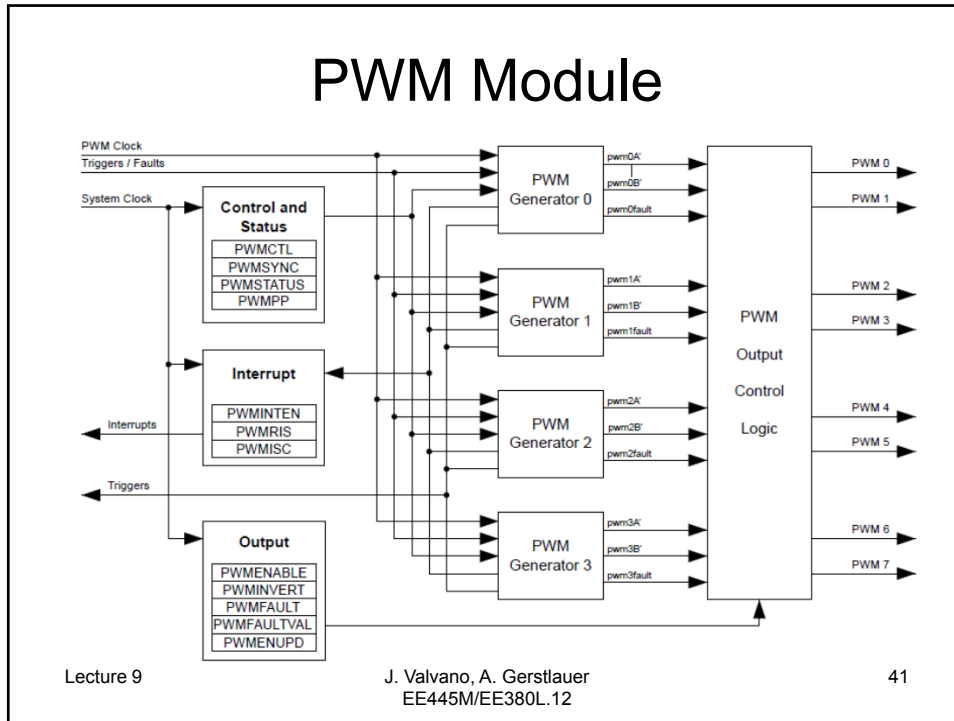 PWM Module
PWM Clock
Triggers / Faults
System Clock
Control and
Status
PWMCTL
PWMSYNC
PWMSTATUS
PWMPP
Interrupt
PWMINTEN
PWMRIS
PWMISC
Interrupts
Triggers
Output
PWMENABLE
PWMINVERT
PWMFAULT
PWMFAULTVAL
PWMENUPD
PWM
Generator 0
pwm0A'
pwm0B'
pwm0fault
PWM
Generator 1
pwm1A'
pwm1B'
pwm1fault
PWM
Generator 2
pwm2A'
pwm2B'
pwm2fault
PWM
Generator 3
pwm3A'
pwm3B'
pwm3fault
PWM
Output
Control
Logic
PWM 0
PWM 1
PWM 2
PWM 3
PWM 4
PWM 5
PWM 6
PWM 7
Lecture 9
J. Valvano, A. Gerstlauer
EE445M/EE380L.12
41